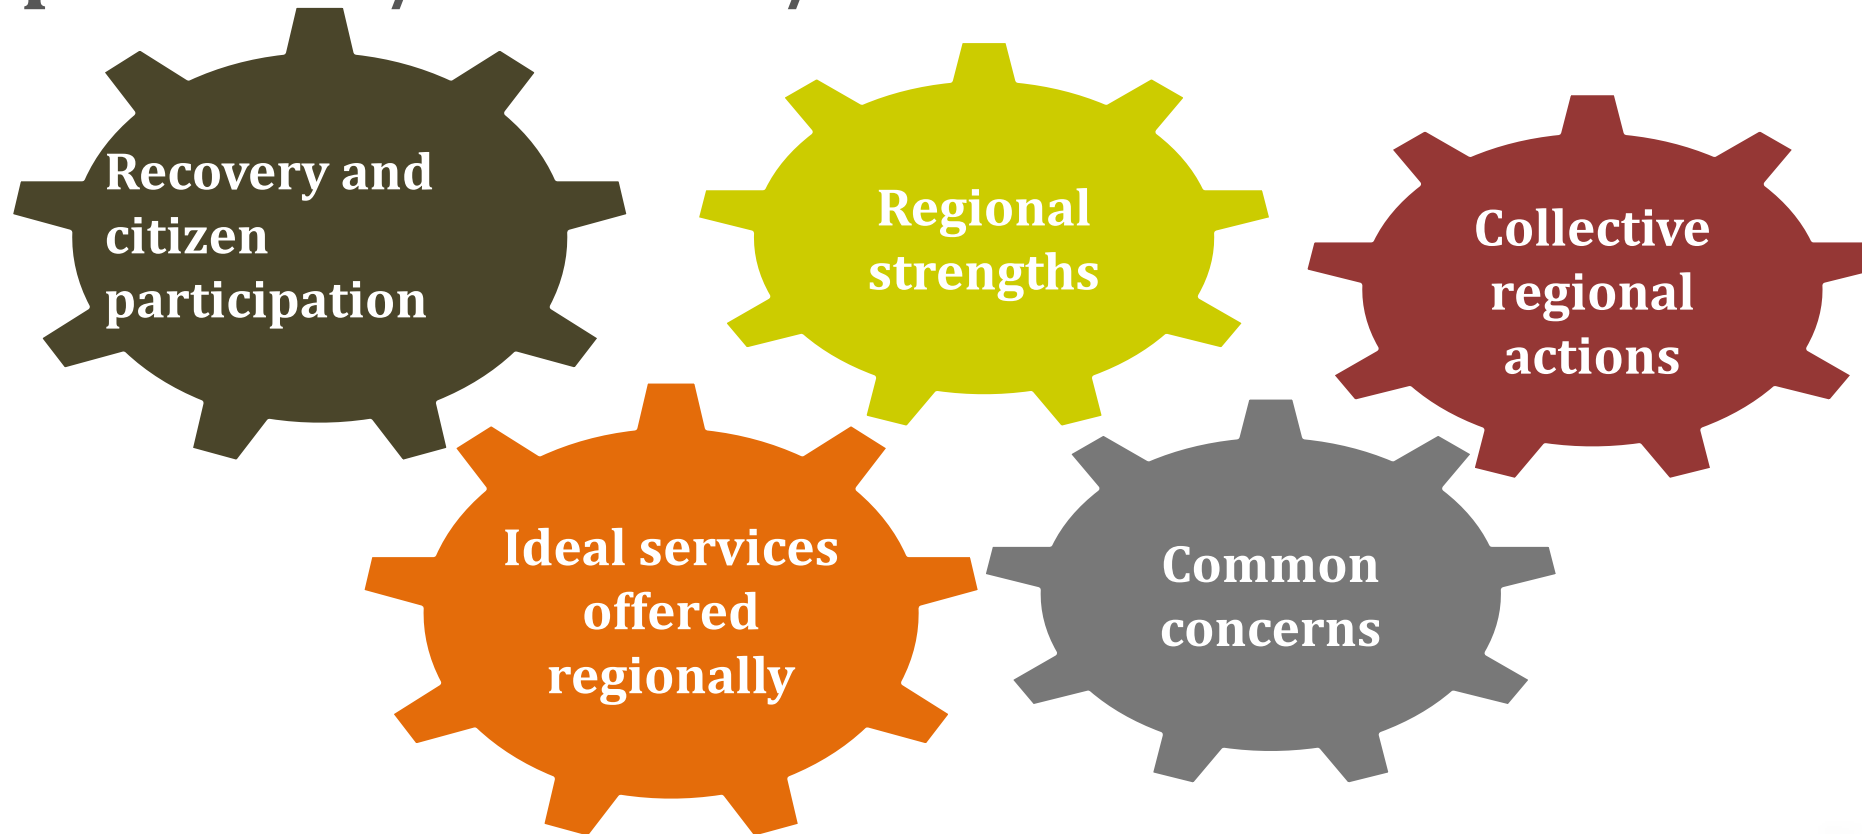 Recovery and
citizen
participation
Ideal services
offered
regionally
Regional
strengths
Common
concerns
Collective
regional
actions